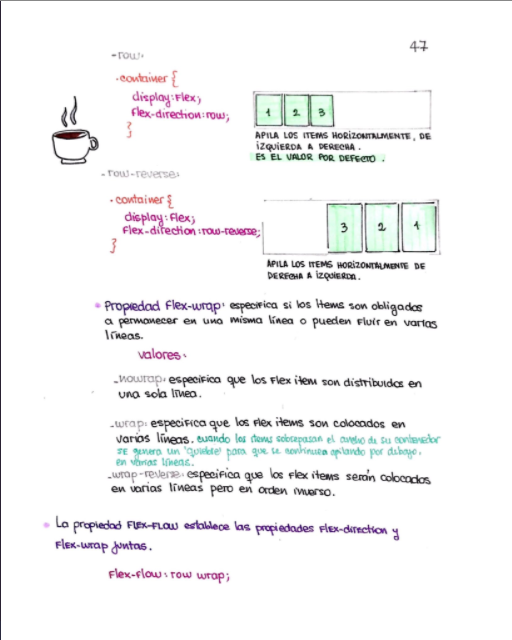 47
-row:
.container {
display:Flex;
flex-direction:row;
}
1 2 3
APILA LOS ITEMS HORIZONTALMENTE, DE
IZQUIERDA A DERECHA.
ES EL VALOR POR DEFECTO.
-row-reverse:
.container {
display:Flex;
Flex-direction:row-reverse;
}
3 2 1
APILA LOS ITEMS HORIZONTALMENTE DE
DERECHA A IZQUIERDA.
Propiedad Flex-wrap: especifica si los Ítems son obligados
a permanecer en una misma línea o pueden fluir en varias
líneas.
valores:
_nowrap: especifica que los Flex item son distribuidos en
una sola línea.
_wrap: especifica que los Flex items son colocados en
varias líneas. cuando los items sobrepasan el ancho de su contenedor
se genera un "quiebre" para que se continuen apilando por debajo.
en varias líneas.
_wrap-reverse: especifica que los Flex items serán colocados
en varias líneas pero en orden inverso.
La propiedad FLEX-FLOW establece las propiedades Flex-direction y
Flex-wrap juntas.
Flex-Flow: row wrap;